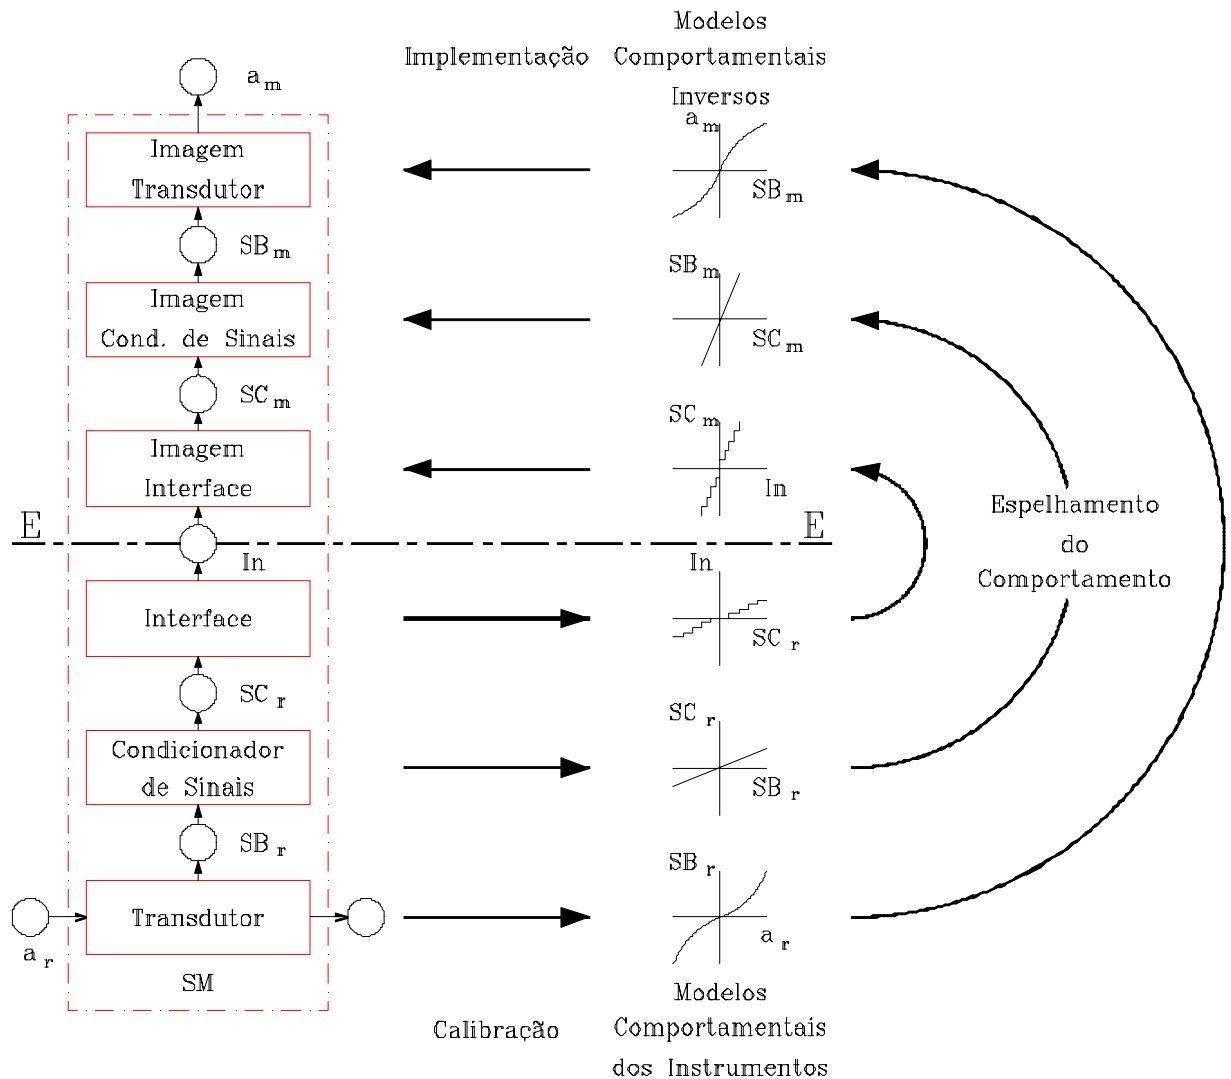 Modelos
Implementação Comportamentais
Inversos
a m
a m
Imagem
Transdutor
SB m
SB m
SB m
Imagem
Cond. de Sinais
SC m
SC m
SC m
Imagem
Interface
In
E E
Espelhamento
do
Comportamento
In
In
Interface
SC r
SC r
SC r
Condicionador
de Sinais
SB r
SB r
SB r
Transdutor
a r
a r
SM
Modelos
Calibração Comportamentais
dos Instrumentos